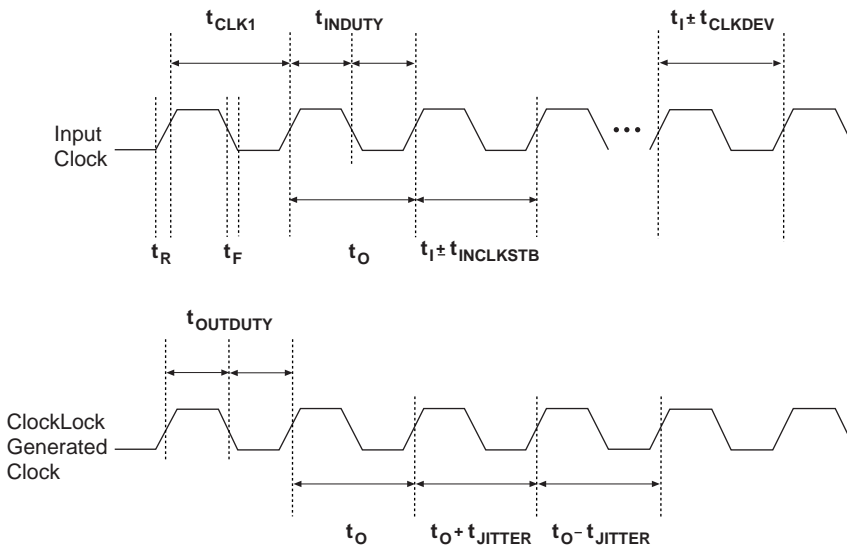 tCLK1 tINDUTY tI ± tCLKDEV
Input
Clock
tR tF tO tI ± tINCLKSTB
tOUTDUTY
ClockLock
Generated
Clock
tO tO + tJITTER tO – tJITTER